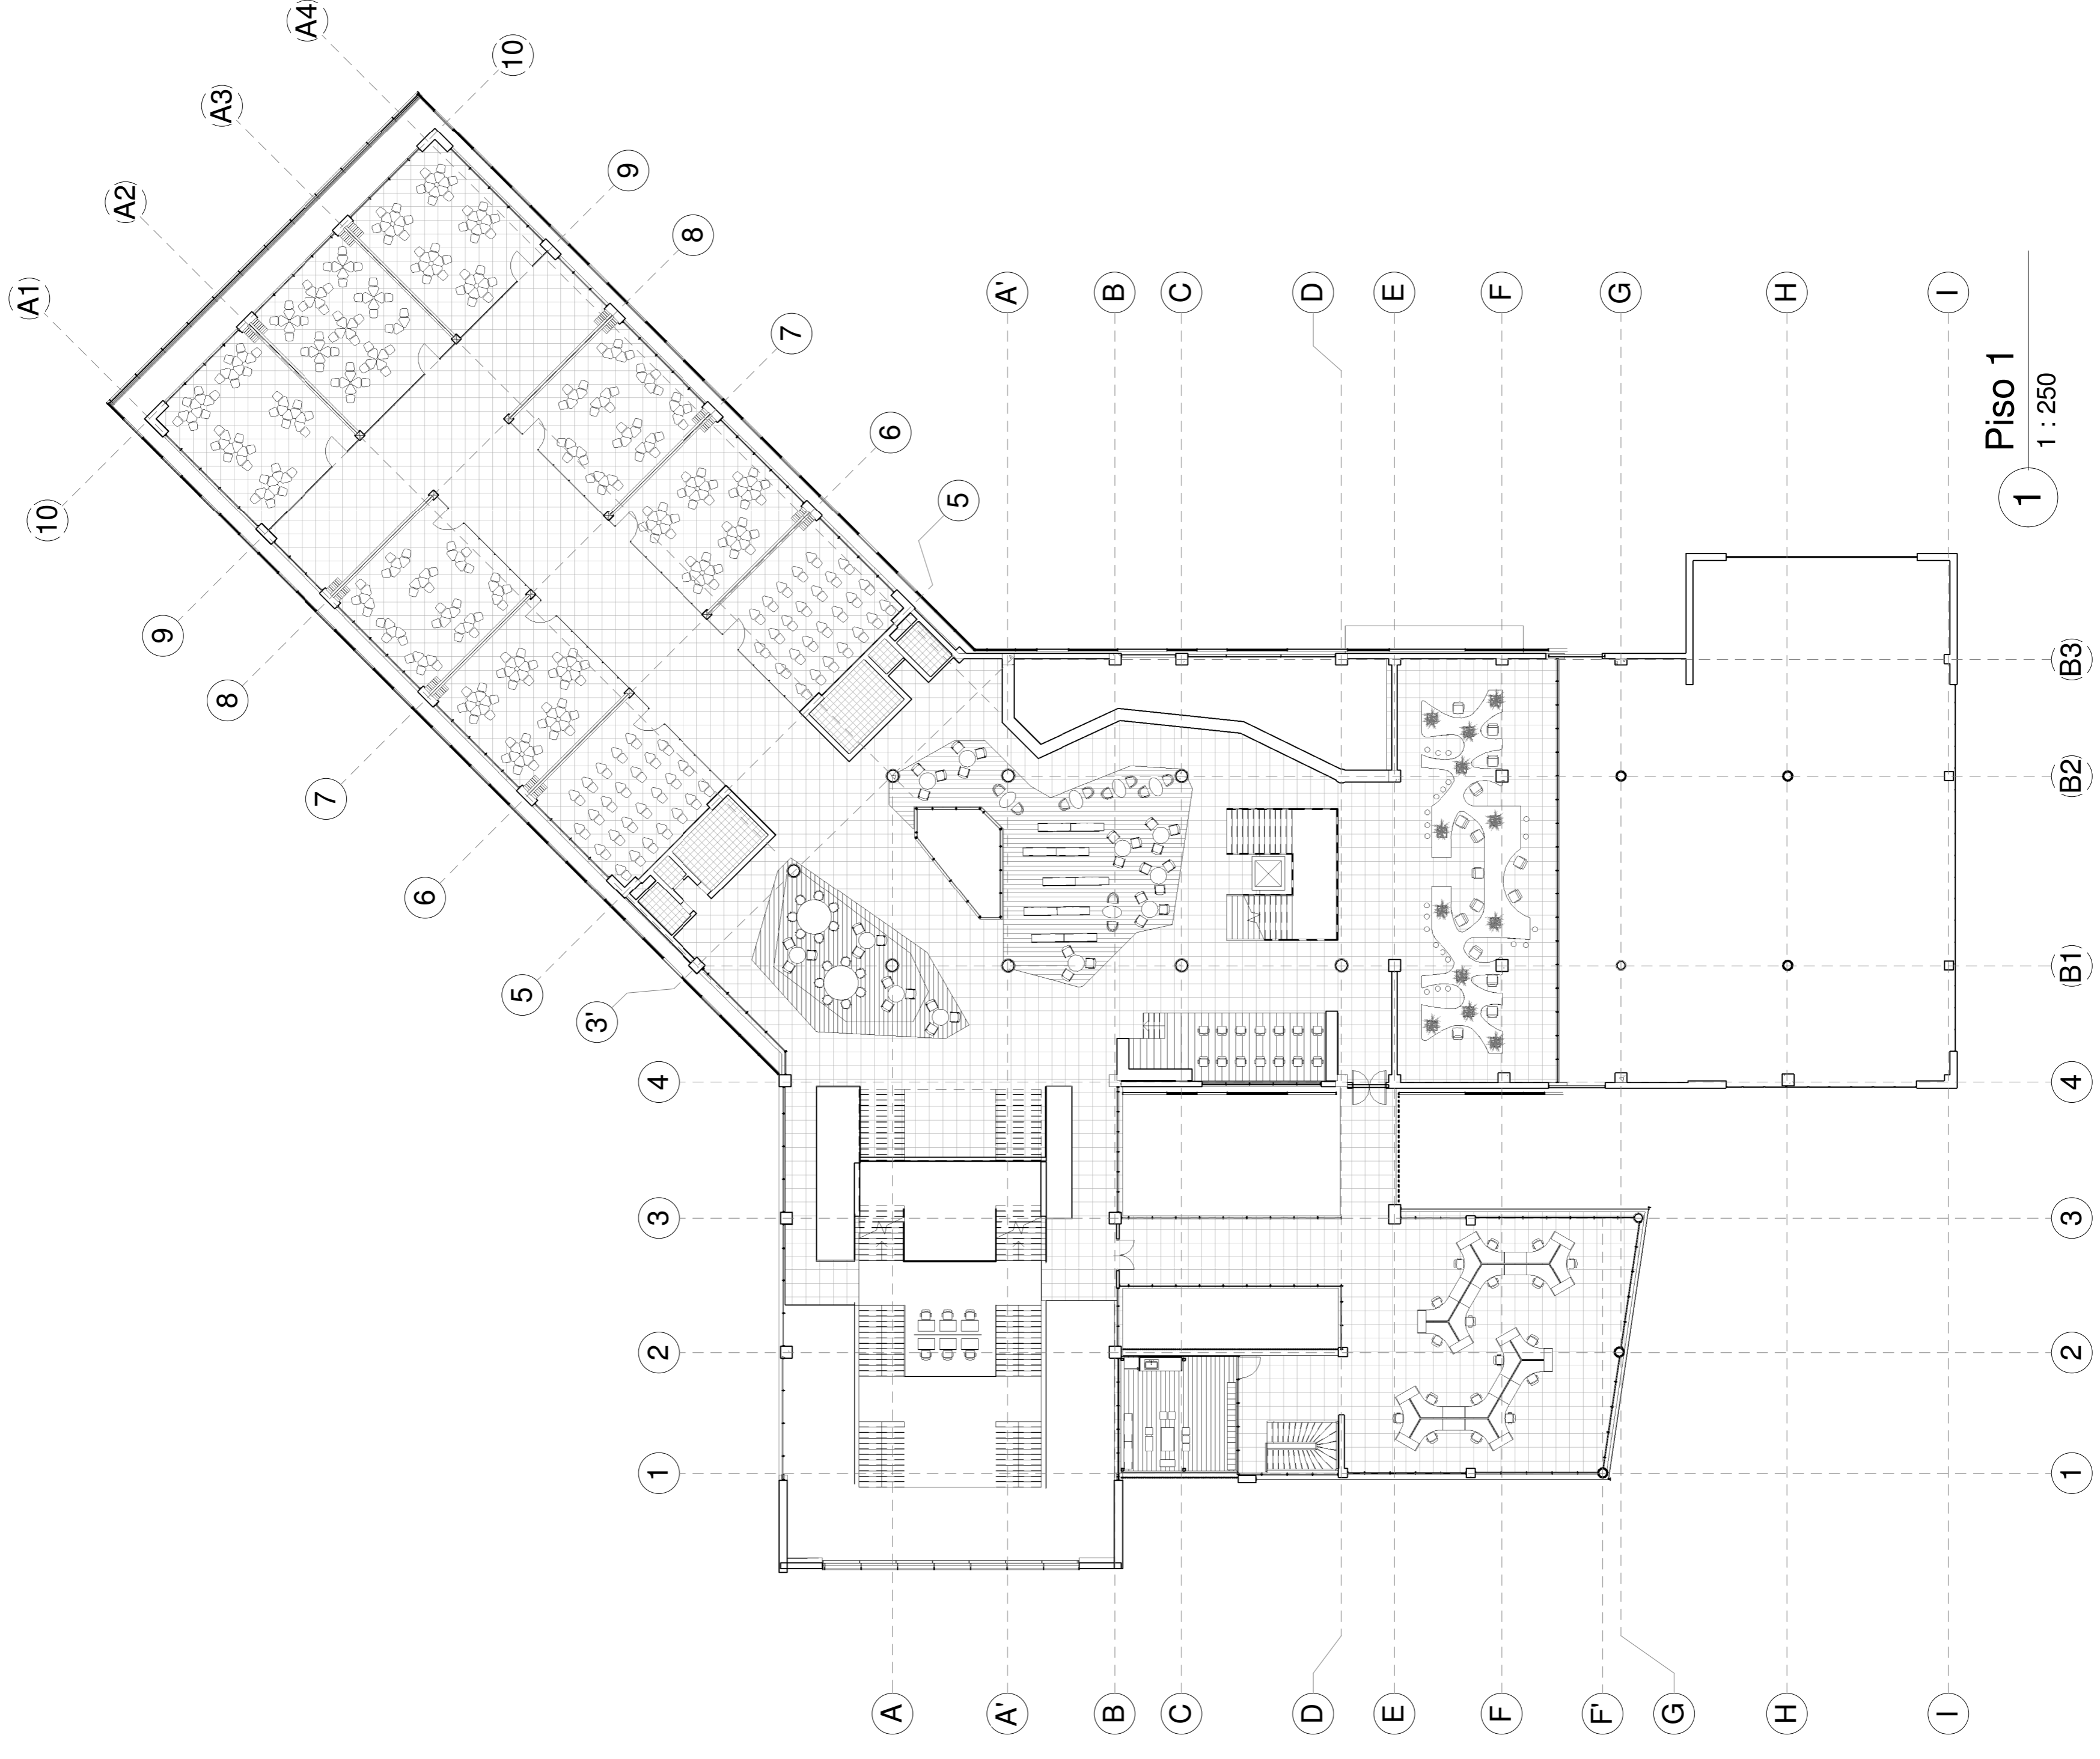 (A4)
(A3)
(A2)
(A1)
(10)
9
8
7
6
5
(10)
9
8
7
6
5
3'
4
3
2
1
A'
B
C
D
E
F
G
H
I
A
A'
B
C
D
E
F
F'
G
H
I
(B3)
(B2)
(B1)
4
3
2
1
1
Piso 1
1 : 250